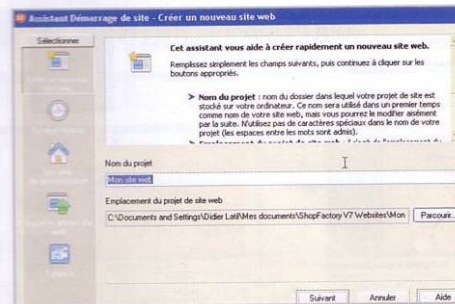 Assistant Démarrage de site - Créer un nouveau site web
Sélectionner
Cet assistant vous aide à créer rapidement un nouveau site web.
Remplissez simplement les champs suivants, puis continuez à cliquer sur les
boutons appropriés.
➤ Nom du projet : nom du dossier dans lequel votre projet de site est
stocké sur votre ordinateur. Ce nom sera utilisé dans un premier temps
comme nom de votre site web, mais vous pourrez le modifier aisément
par la suite. N'utilisez pas de caractères spéciaux dans le nom de votre
projet (les espaces entre les mots sont admis).
Nom du projet
Mon site web
Emplacement du projet de site web
C:\Documents and Settings\Didier Latil\Mes documents\ShopFactory V7 Websites\Mon
Parcourir...
Suivant
Annuler
Aide